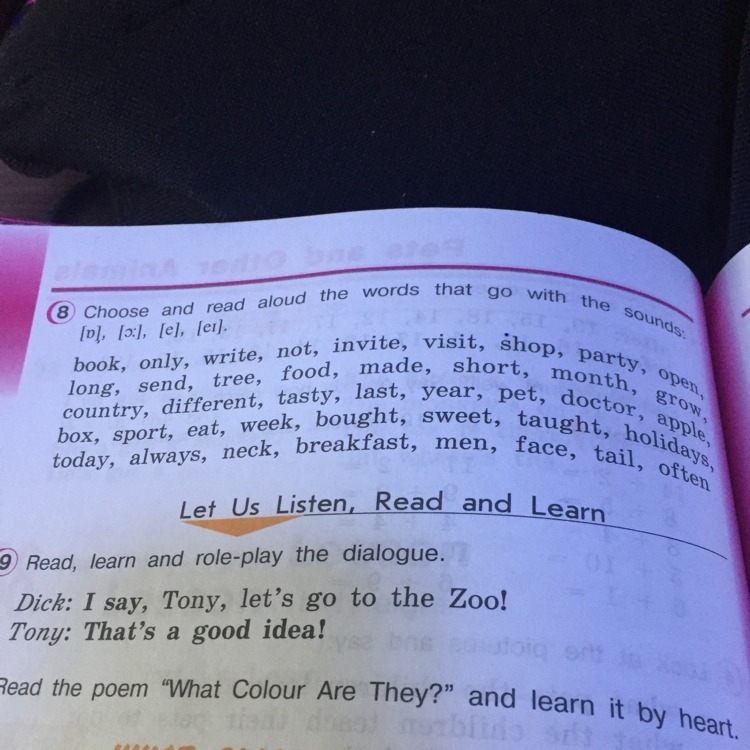 8 Choose and read aloud the words that go with the sounds:
[ɒ], [ɔ:], [e], [eɪ].
book, only, write, not, invite, visit, shop, party, open,
long, send, tree, food, made, short, month, grow,
country, different, tasty, last, year, pet, doctor, apple,
box, sport, eat, week, bought, sweet, taught, holidays,
today, always, neck, breakfast, men, face, tail, often
Let Us Listen, Read and Learn
9 Read, learn and role-play the dialogue.
Dick: I say, Tony, let's go to the Zoo!
Tony: That's a good idea!
Read the poem “What Colour Are They?” and learn it by heart.